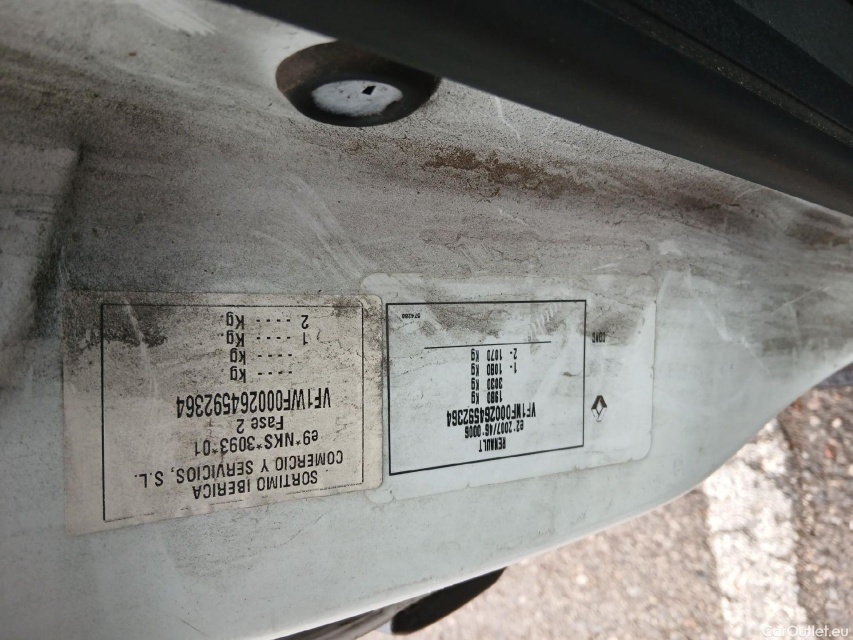 RENAULT
e2*2007/46*0006
VF1WF000264592364
1980 Kg
3030 Kg
1- 1080 Kg
2- 1070 Kg
SORTIMO IBERICA
COMERCIO Y SERVICIOS, S.L.
e9*NKS*3093*01
Fase 2
VF1WF000264592364
---- Kg.
---- Kg.
1 ---- Kg.
2 ---- Kg.
CarOutlet.eu